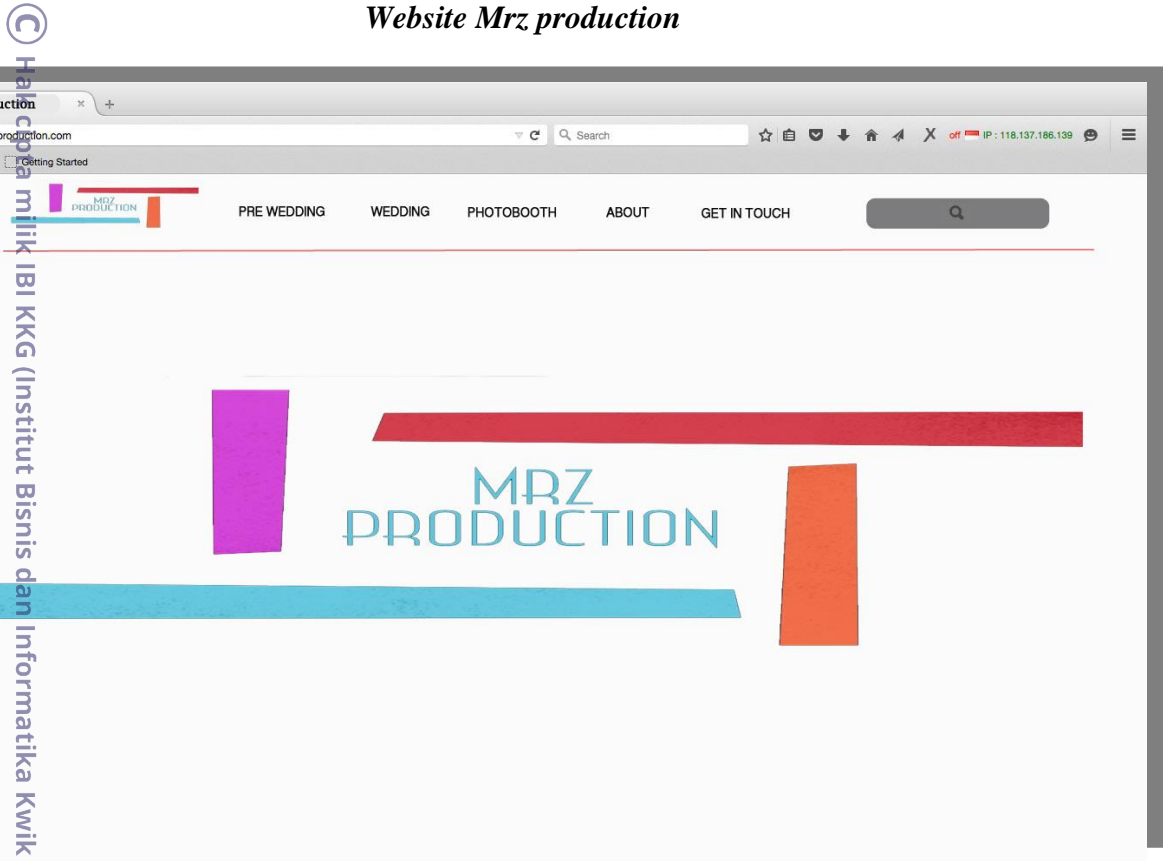 Website Mrz production
uction
production.com
Search
off IP : 118.137.186.139
Getting Started
MRZ
PRODUCTION
PRE WEDDING WEDDING PHOTOBOOTH ABOUT GET IN TOUCH
MRZ
PRODUCTION
© Hak cipta milik IBI KKG (Institut Bisnis dan Informatika Kwik